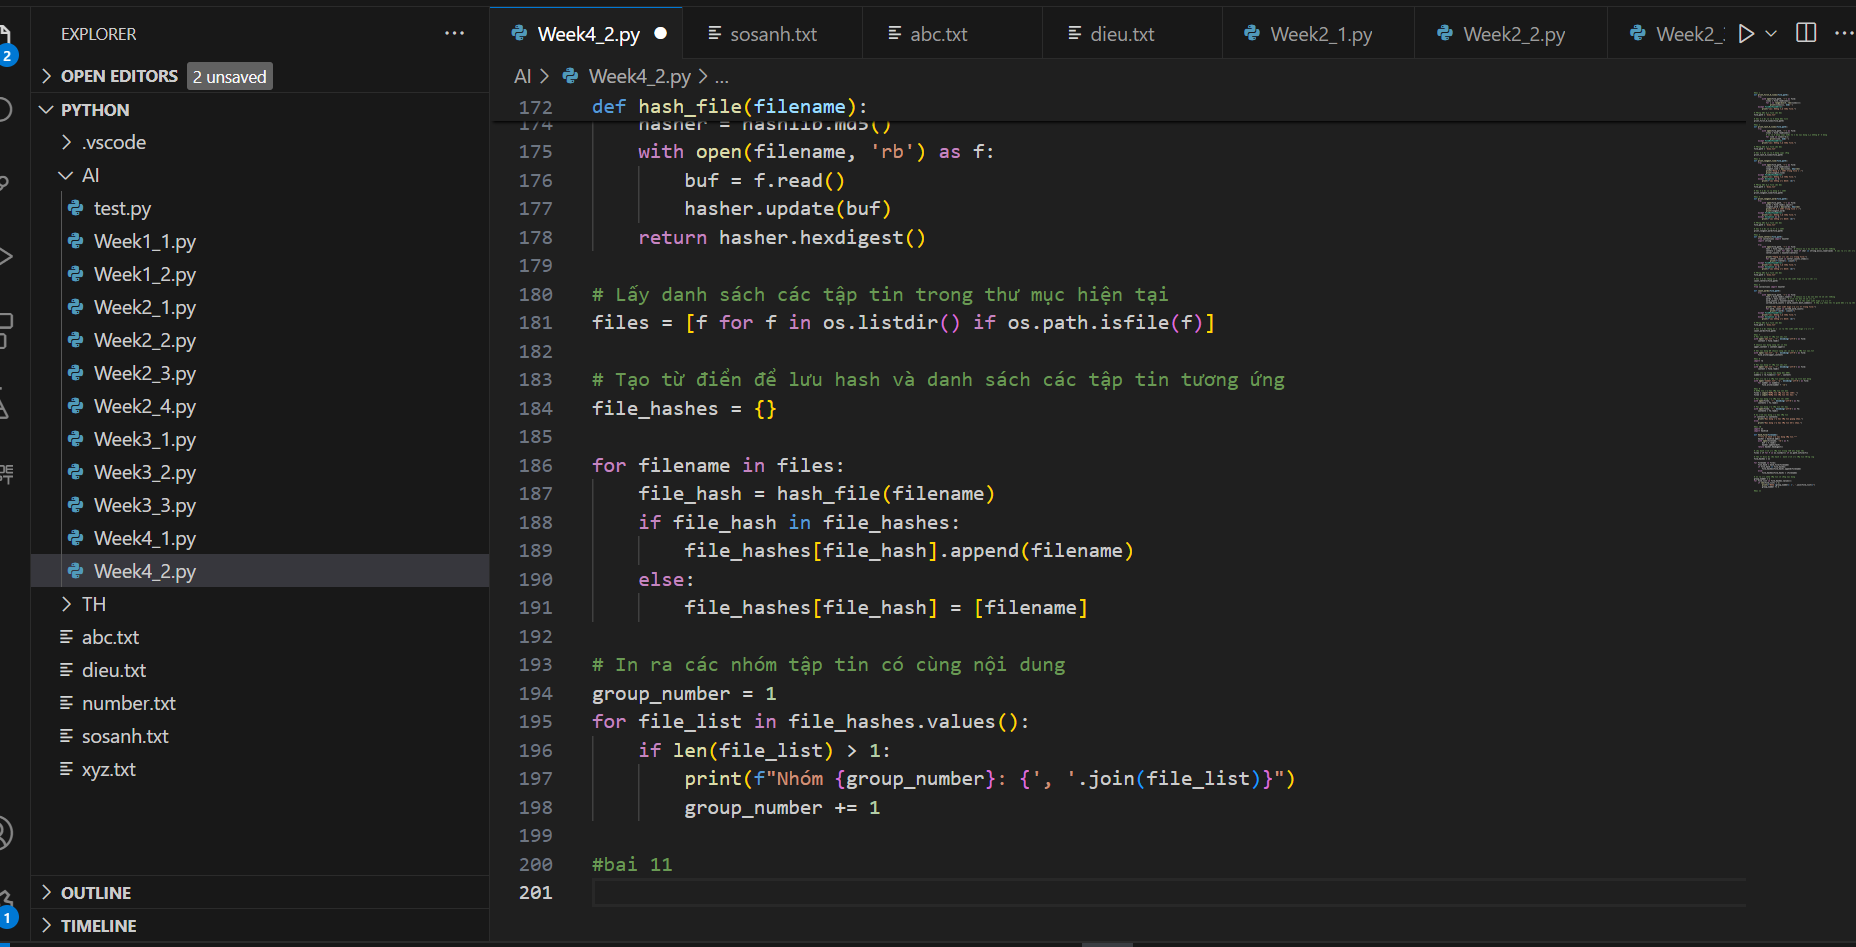 EXPLORER
OPEN EDITORS 2 unsaved
PYTHON
.vscode
AI
test.py
Week1_1.py
Week1_2.py
Week2_1.py
Week2_2.py
Week2_3.py
Week2_4.py
Week3_1.py
Week3_2.py
Week3_3.py
Week4_1.py
Week4_2.py
TH
abc.txt
dieu.txt
number.txt
sosanh.txt
xyz.txt
OUTLINE
TIMELINE
2
1
Week4_2.py sosanh.txt abc.txt dieu.txt Week2_1.py Week2_2.py Week2_
AI > Week4_2.py > ...
172 def hash_file(filename):
174 hasher = hashlib.md5()
175 with open(filename, 'rb') as f:
176 buf = f.read()
177 hasher.update(buf)
178 return hasher.hexdigest()
179
180 # Lấy danh sách các tập tin trong thư mục hiện tại
181 files = [f for f in os.listdir() if os.path.isfile(f)]
182
183 # Tạo từ điển để lưu hash và danh sách các tập tin tương ứng
184 file_hashes = {}
185
186 for filename in files:
187 file_hash = hash_file(filename)
188 if file_hash in file_hashes:
189 file_hashes[file_hash].append(filename)
190 else:
191 file_hashes[file_hash] = [filename]
192
193 # In ra các nhóm tập tin có cùng nội dung
194 group_number = 1
195 for file_list in file_hashes.values():
196 if len(file_list) > 1:
197 print(f"Nhóm {group_number}: {', '.join(file_list)}")
198 group_number += 1
199
200 #bai 11
201